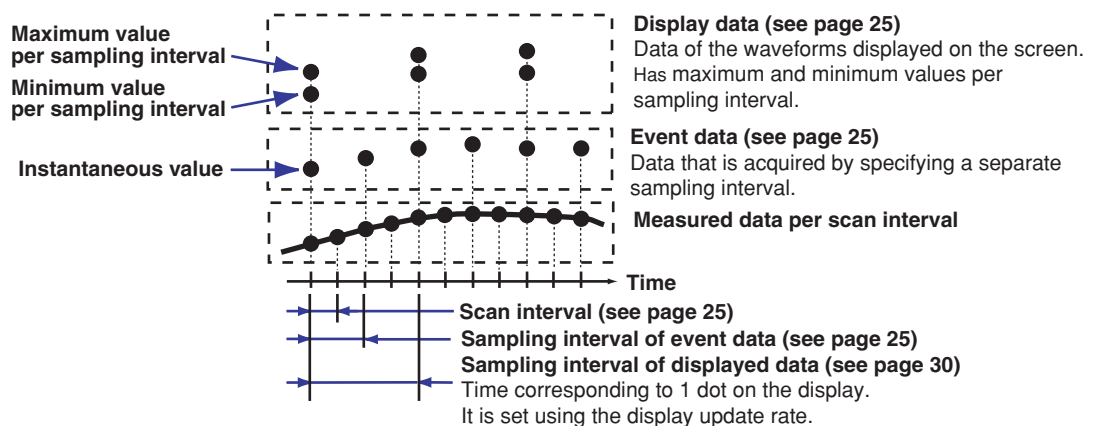 Maximum value
per sampling interval
Minimum value
per sampling interval
Display data (see page 25)
Data of the waveforms displayed on the screen.
Has maximum and minimum values per
sampling interval.
Instantaneous value
Event data (see page 25)
Data that is acquired by specifying a separate
sampling interval.
Measured data per scan interval
Time
Scan interval (see page 25)
Sampling interval of event data (see page 25)
Sampling interval of displayed data (see page 30)
Time corresponding to 1 dot on the display.
It is set using the display update rate.